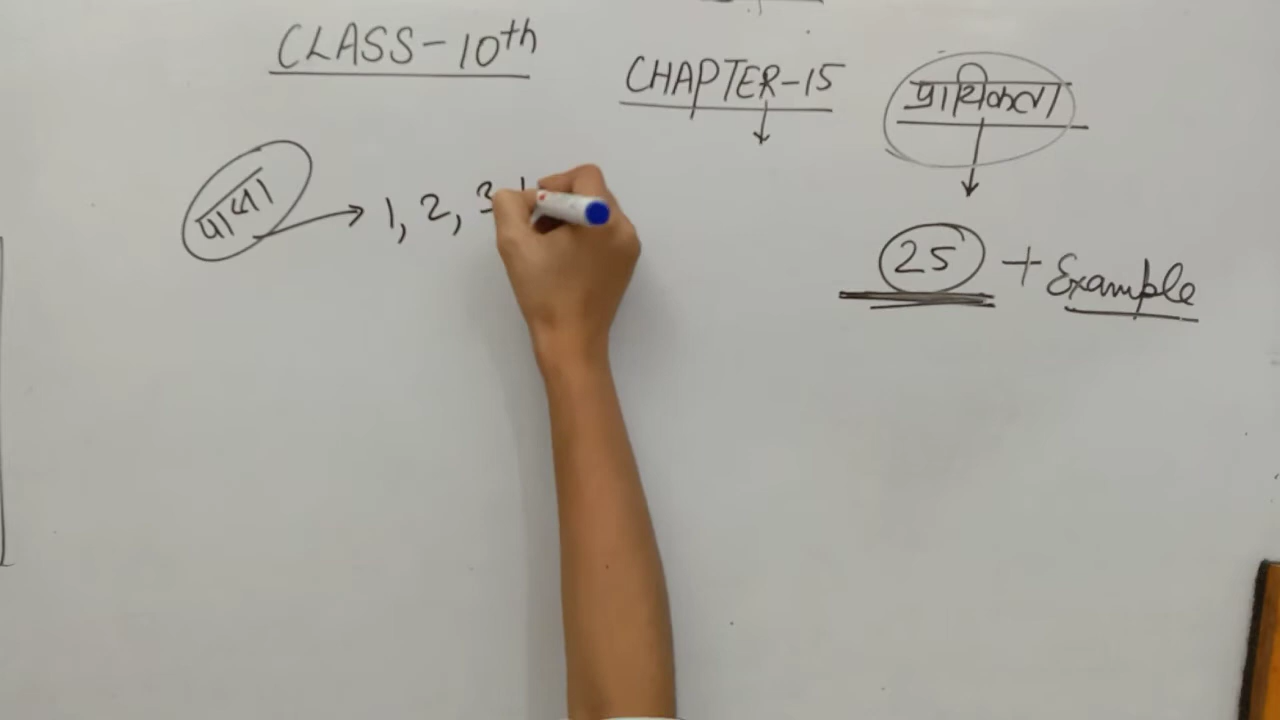 CLASS-10th
CHAPTER-15
प्रायिकता
पासा
1, 2, 3
25 + Example